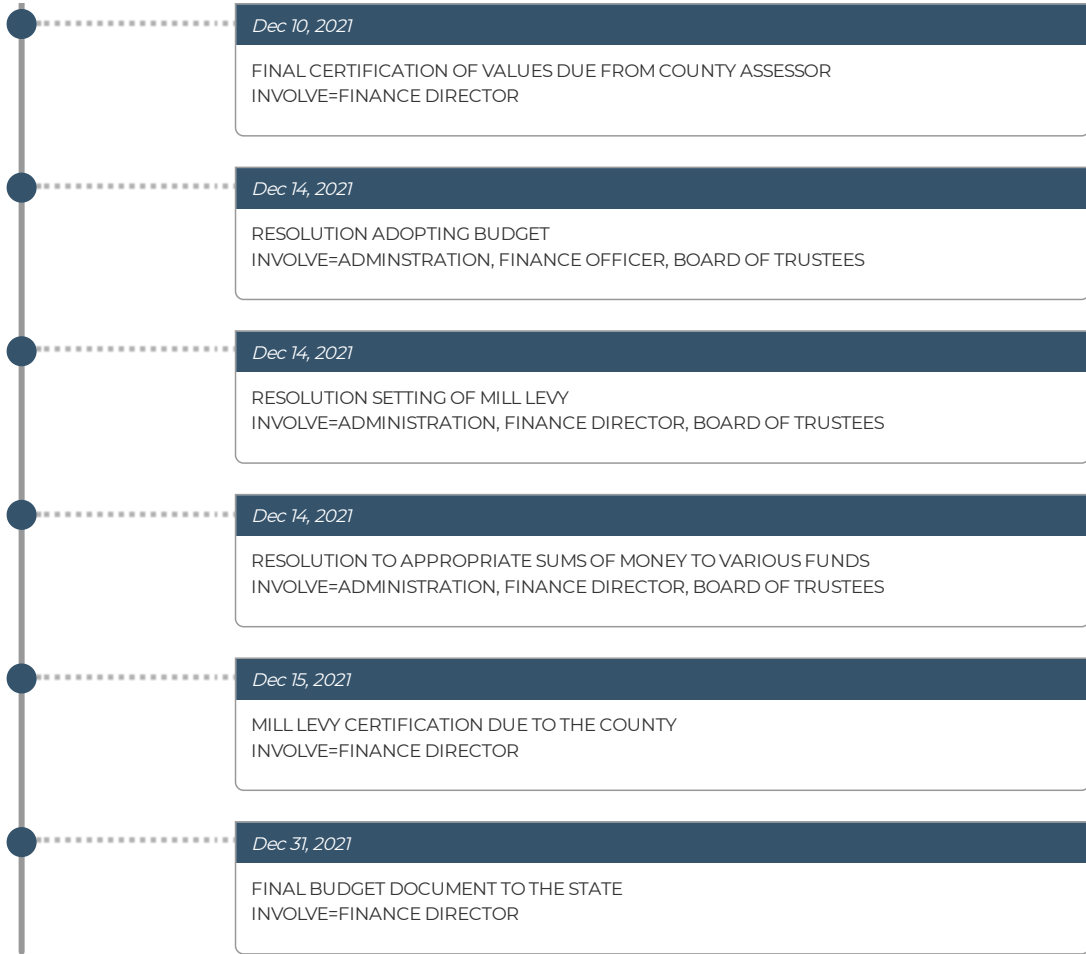 Dec 10, 2021
FINAL CERTIFICATION OF VALUES DUE FROM COUNTY ASSESSOR
INVOLVE=FINANCE DIRECTOR
Dec 14, 2021
RESOLUTION ADOPTING BUDGET
INVOLVE=ADMINSTRATION, FINANCE OFFICER, BOARD OF TRUSTEES
Dec 14, 2021
RESOLUTION SETTING OF MILL LEVY
INVOLVE=ADMINISTRATION, FINANCE DIRECTOR, BOARD OF TRUSTEES
Dec 14, 2021
RESOLUTION TO APPROPRIATE SUMS OF MONEY TO VARIOUS FUNDS
INVOLVE=ADMINISTRATION, FINANCE DIRECTOR, BOARD OF TRUSTEES
Dec 15, 2021
MILL LEVY CERTIFICATION DUE TO THE COUNTY
INVOLVE=FINANCE DIRECTOR
Dec 31, 2021
FINAL BUDGET DOCUMENT TO THE STATE
INVOLVE=FINANCE DIRECTOR